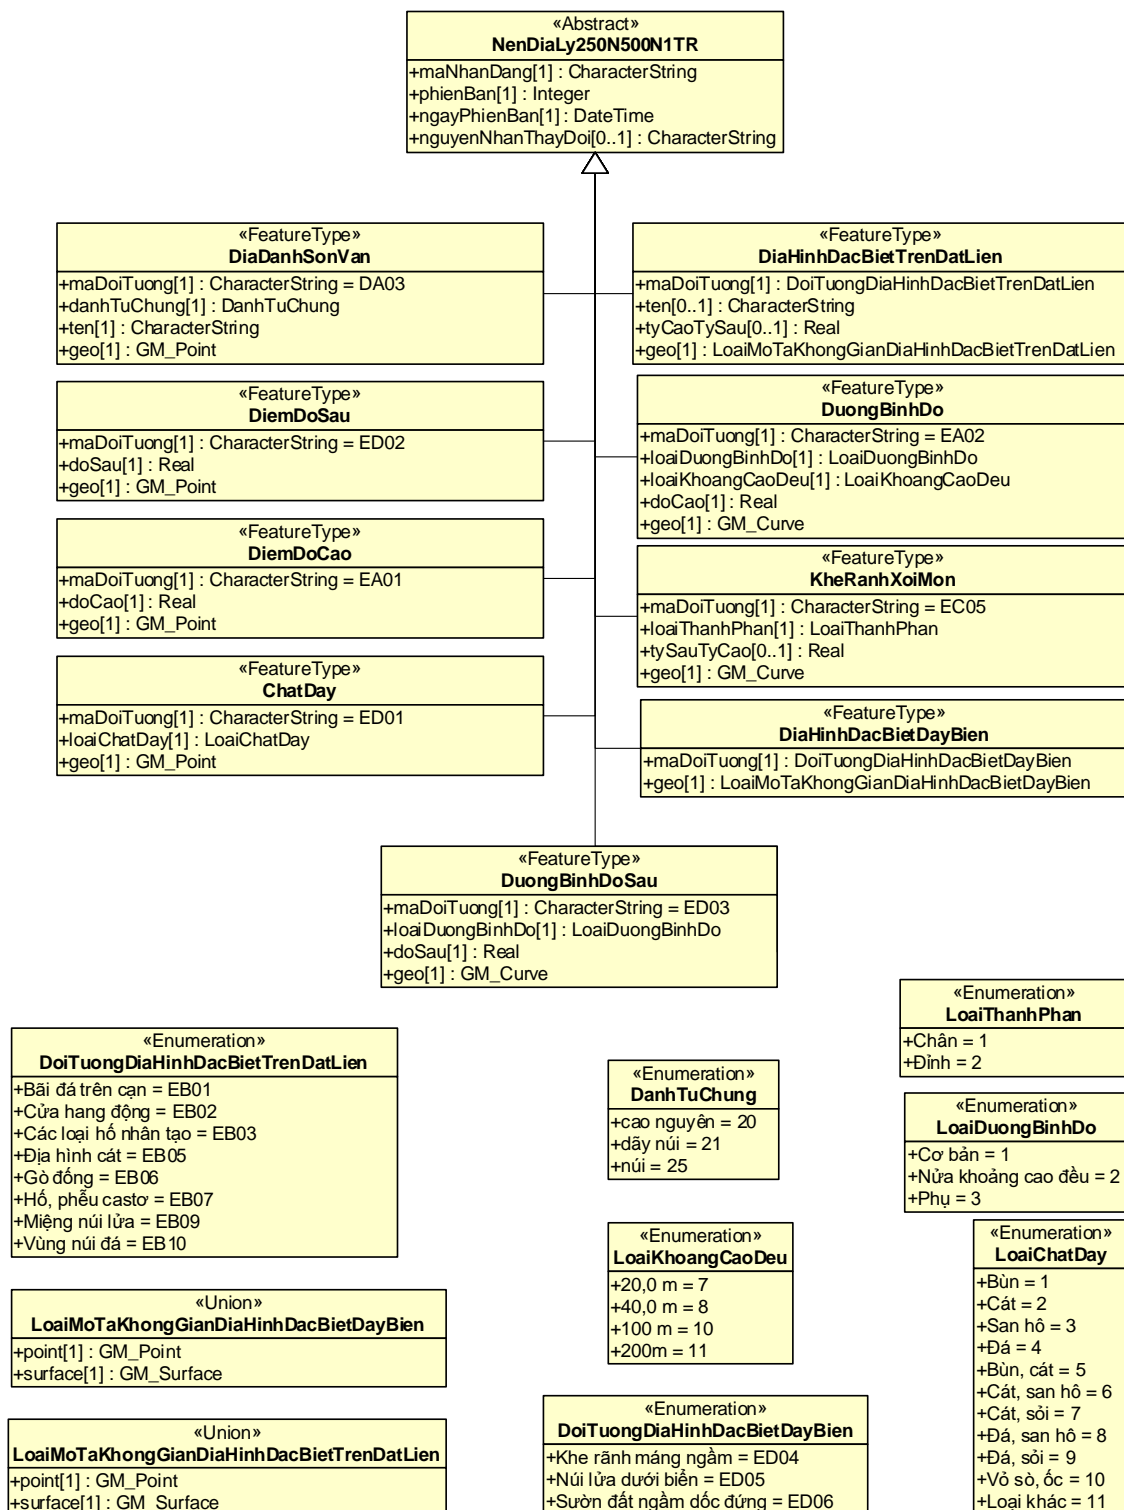 «Abstract»
NenDiaLy250N500N1TR
+maNhanDang[1] : CharacterString
+phienBan[1] : Integer
+ngayPhienBan[1] : DateTime
+nguyenNhanThayDoi[0..1] : CharacterString
«FeatureType»
DiaDanhSonVan
+maDoiTuong[1] : CharacterString = DA03
+danhTuChung[1] : DanhTuChung
+ten[1] : CharacterString
+geo[1] : GM_Point
«FeatureType»
DiaHinhDacBietTrenDatLien
+maDoiTuong[1] : DoiTuongDiaHinhDacBietTrenDatLien
+ten[0..1] : CharacterString
+tyCaoTySau[0..1] : Real
+geo[1] : LoaiMoTaKhongGianDiaHinhDacBietTrenDatLien
«FeatureType»
DiemDoSau
+maDoiTuong[1] : CharacterString = ED02
+doSau[1] : Real
+geo[1] : GM_Point
«FeatureType»
DuongBinhDo
+maDoiTuong[1] : CharacterString = EA02
+loaiDuongBinhDo[1] : LoaiDuongBinhDo
+loaiKhoangCaoDeu[1] : LoaiKhoangCaoDeu
+doCao[1] : Real
+geo[1] : GM_Curve
«FeatureType»
DiemDoCao
+maDoiTuong[1] : CharacterString = EA01
+doCao[1] : Real
+geo[1] : GM_Point
«FeatureType»
KheRanhXoiMon
+maDoiTuong[1] : CharacterString = EC05
+loaiThanhPhan[1] : LoaiThanhPhan
+tySauTyCao[0..1] : Real
+geo[1] : GM_Curve
«FeatureType»
ChatDay
+maDoiTuong[1] : CharacterString = ED01
+loaiChatDay[1] : LoaiChatDay
+geo[1] : GM_Point
«FeatureType»
DiaHinhDacBietDayBien
+maDoiTuong[1] : DoiTuongDiaHinhDacBietDayBien
+geo[1] : LoaiMoTaKhongGianDiaHinhDacBietDayBien
«FeatureType»
DuongBinhDoSau
+maDoiTuong[1] : CharacterString = ED03
+loaiDuongBinhDo[1] : LoaiDuongBinhDo
+doSau[1] : Real
+geo[1] : GM_Curve
«Enumeration»
LoaiThanhPhan
+Chân = 1
+Đỉnh = 2
«Enumeration»
DoiTuongDiaHinhDacBietTrenDatLien
+Bãi đá trên cạn = EB01
+Cửa hang động = EB02
+Các loại hố nhân tạo = EB03
+Địa hình cát = EB05
+Gò đống = EB06
+Hố, phễu castơ = EB07
+Miệng núi lửa = EB09
+Vùng núi đá = EB10
«Enumeration»
DanhTuChung
+cao nguyên = 20
+dãy núi = 21
+núi = 25
«Enumeration»
LoaiDuongBinhDo
+Cơ bản = 1
+Nửa khoảng cao đều = 2
+Phụ = 3
«Enumeration»
LoaiKhoangCaoDeu
+20,0 m = 7
+40,0 m = 8
+100 m = 10
+200m = 11
«Enumeration»
LoaiChatDay
+Bùn = 1
+Cát = 2
+San hô = 3
+Đá = 4
+Bùn, cát = 5
+Cát, san hô = 6
+Cát, sỏi = 7
+Đá, san hô = 8
+Đá, sỏi = 9
+Vỏ sò, ốc = 10
+Loại khác = 11
«Union»
LoaiMoTaKhongGianDiaHinhDacBietDayBien
+point[1] : GM_Point
+surface[1] : GM_Surface
«Enumeration»
DoiTuongDiaHinhDacBietDayBien
+Khe rãnh máng ngầm = ED04
+Núi lửa dưới biển = ED05
+Sườn đất ngầm dốc đứng = ED06
«Union»
LoaiMoTaKhongGianDiaHinhDacBietTrenDatLien
+point[1] : GM_Point
+surface[1] : GM_Surface